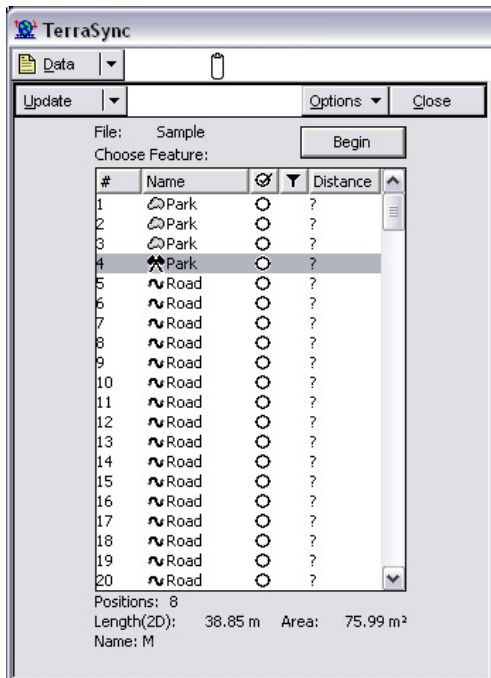 TerraSync
Data
Update Options Close
File: Sample
Begin
Choose Feature:
# Name Distance
1 Park ?
2 Park ?
3 Park ?
4 Park ?
5 Road ?
6 Road ?
7 Road ?
8 Road ?
9 Road ?
10 Road ?
11 Road ?
12 Road ?
13 Road ?
14 Road ?
15 Road ?
16 Road ?
17 Road ?
18 Road ?
19 Road ?
20 Road ?
Positions: 8
Length(2D): 38.85 m Area: 75.99 m²
Name: M